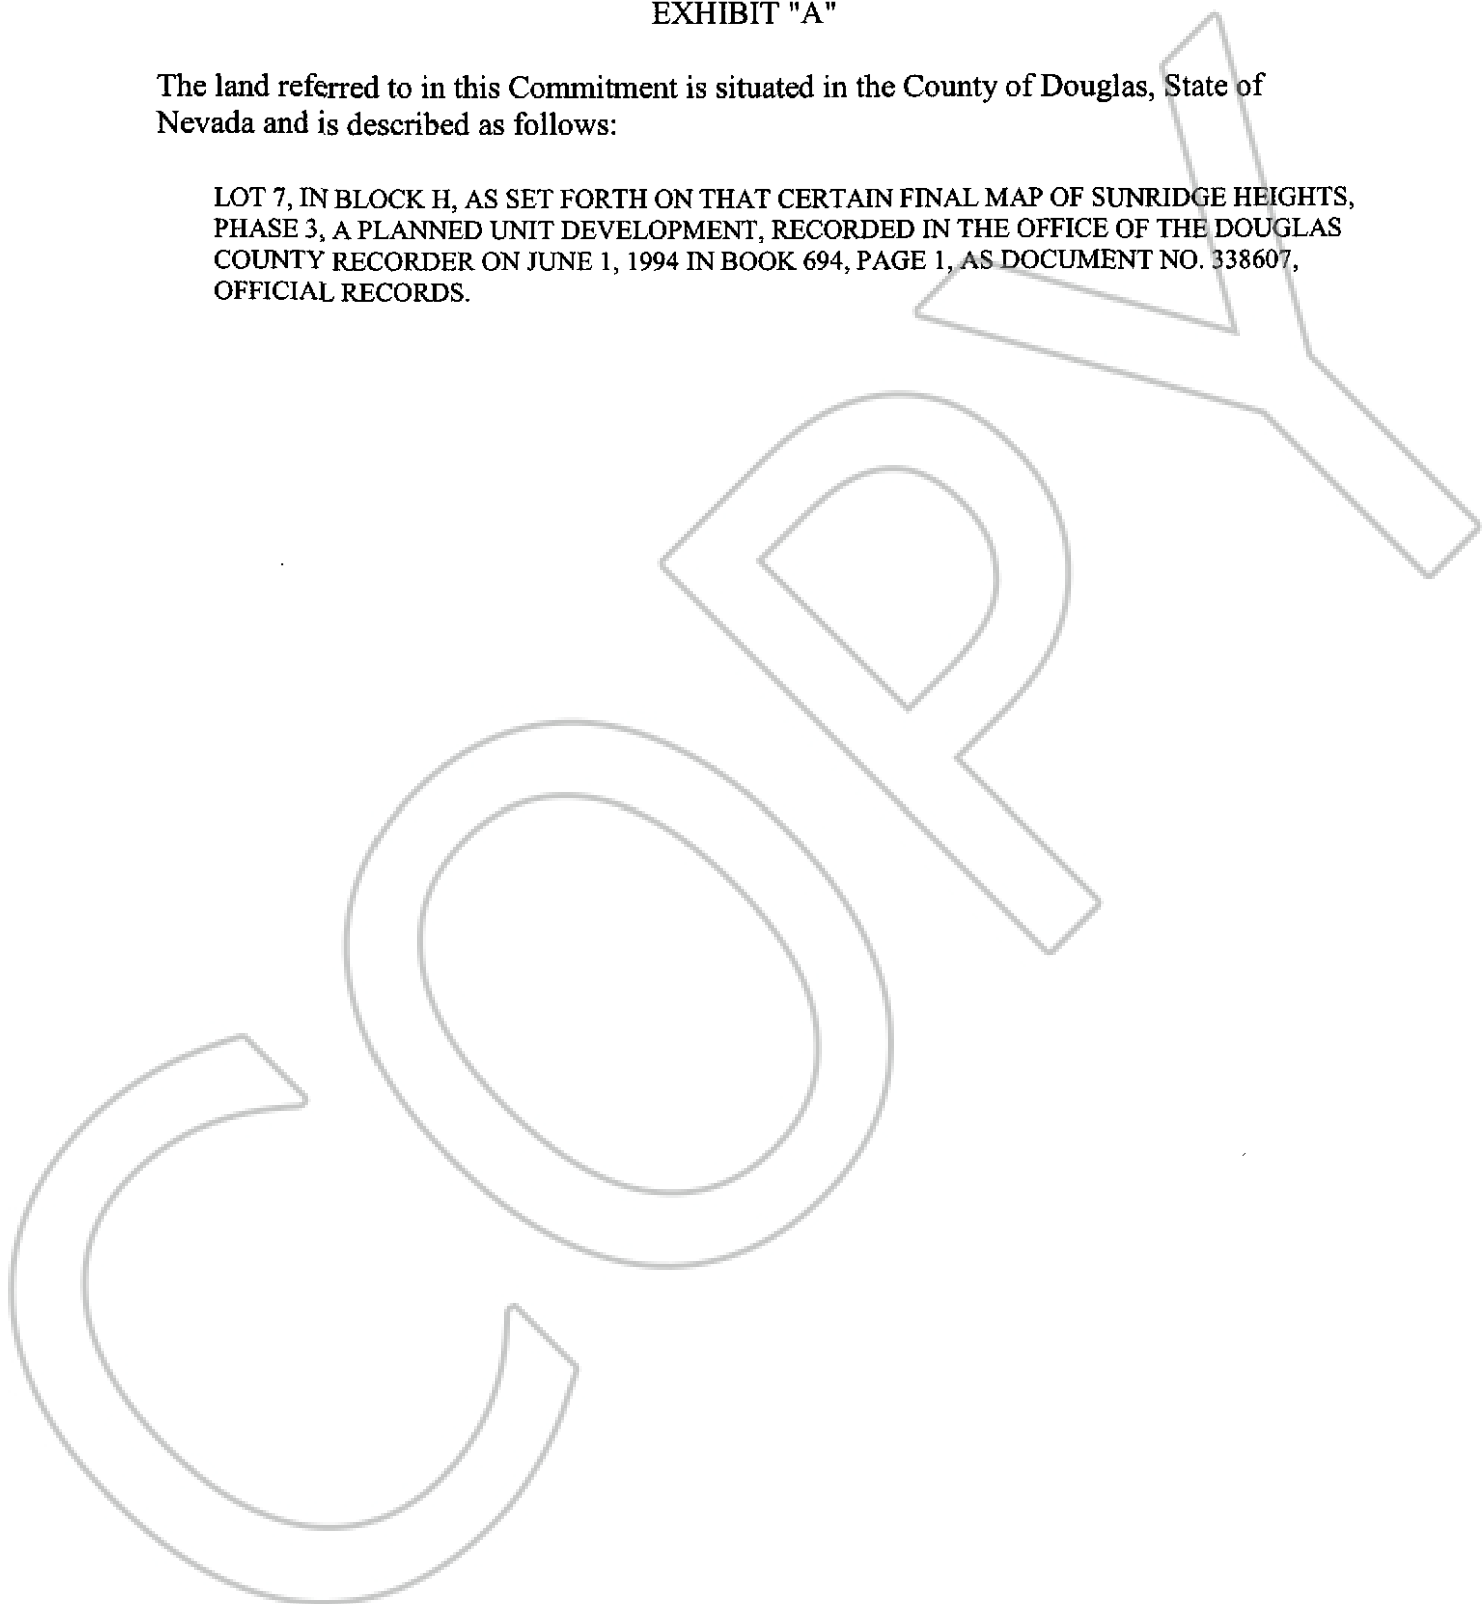 EXHIBIT "A"
The land referred to in this Commitment is situated in the County of Douglas, State of
Nevada and is described as follows:
LOT 7, IN BLOCK H, AS SET FORTH ON THAT CERTAIN FINAL MAP OF SUNRIDGE HEIGHTS,
PHASE 3, A PLANNED UNIT DEVELOPMENT, RECORDED IN THE OFFICE OF THE DOUGLAS
COUNTY RECORDER ON JUNE 1, 1994 IN BOOK 694, PAGE 1, AS DOCUMENT NO. 338607,
OFFICIAL RECORDS.
COPY